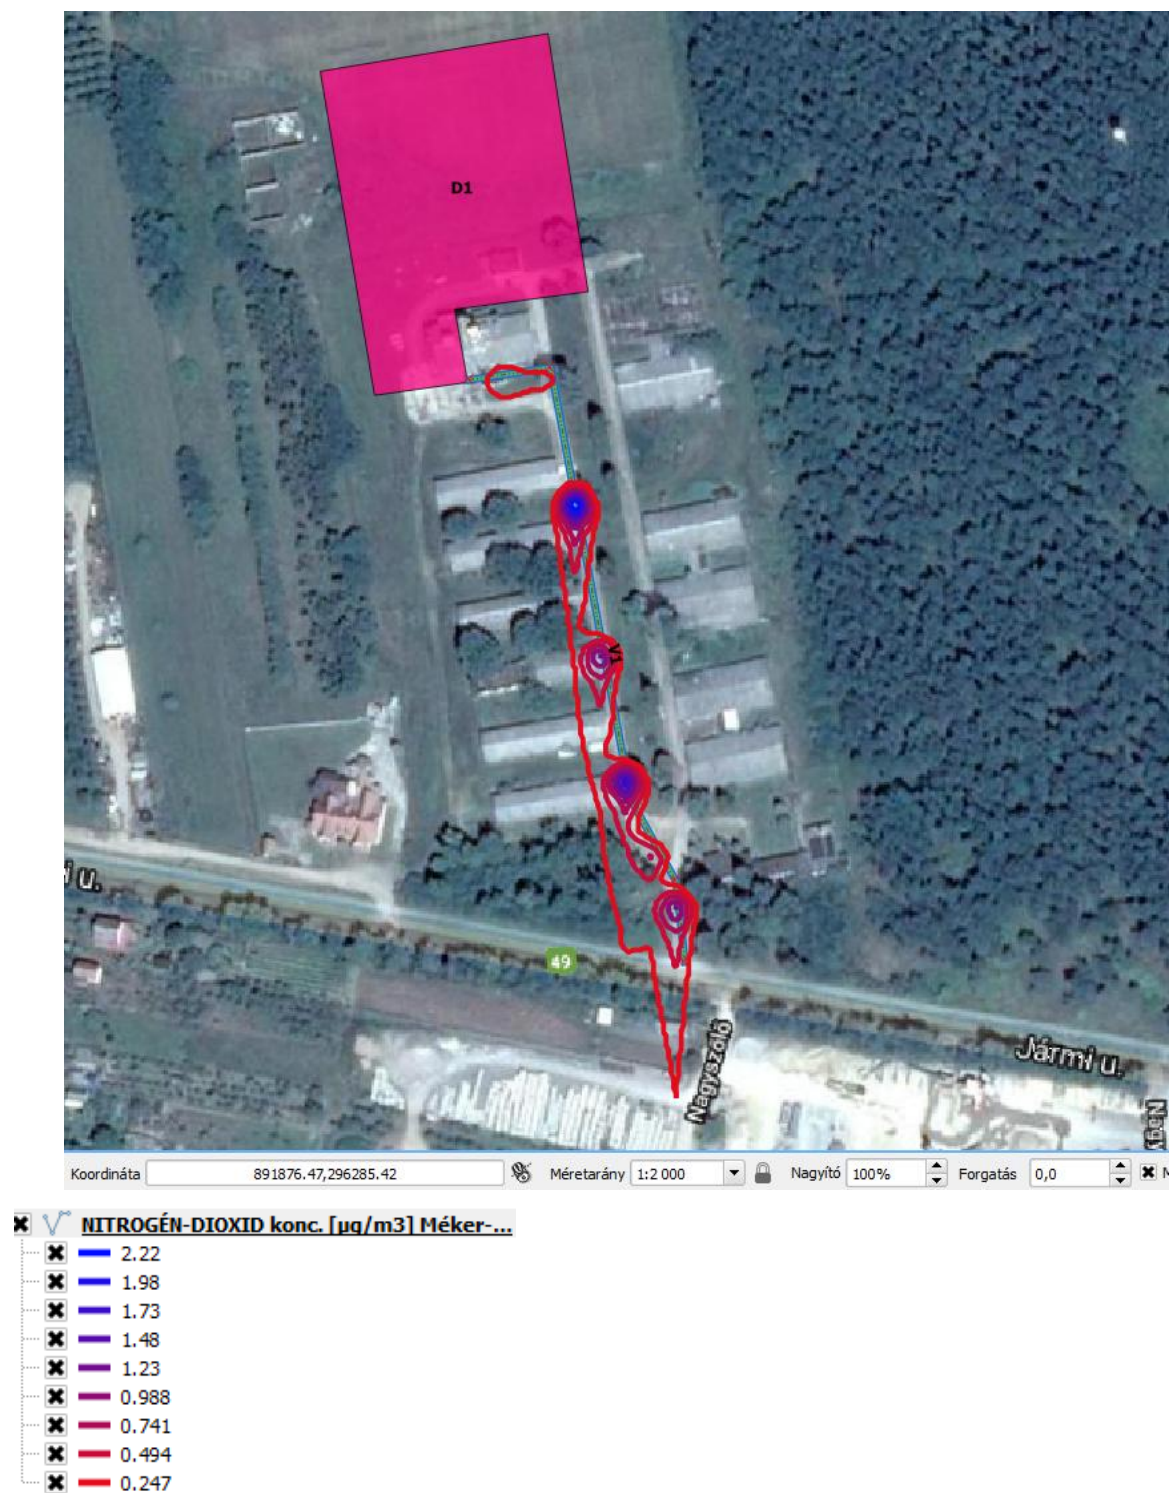 D1
V1
i u.
49
Jármi u.
Nagyszőlő
Nagy
Koordináta 891876.47,296285.42 Méretarány 1:2 000 Nagyító 100% Forgatás 0,0 M
NITROGÉN-DIOXID konc. [µg/m3] Méker-...
2.22
1.98
1.73
1.48
1.23
0.988
0.741
0.494
0.247